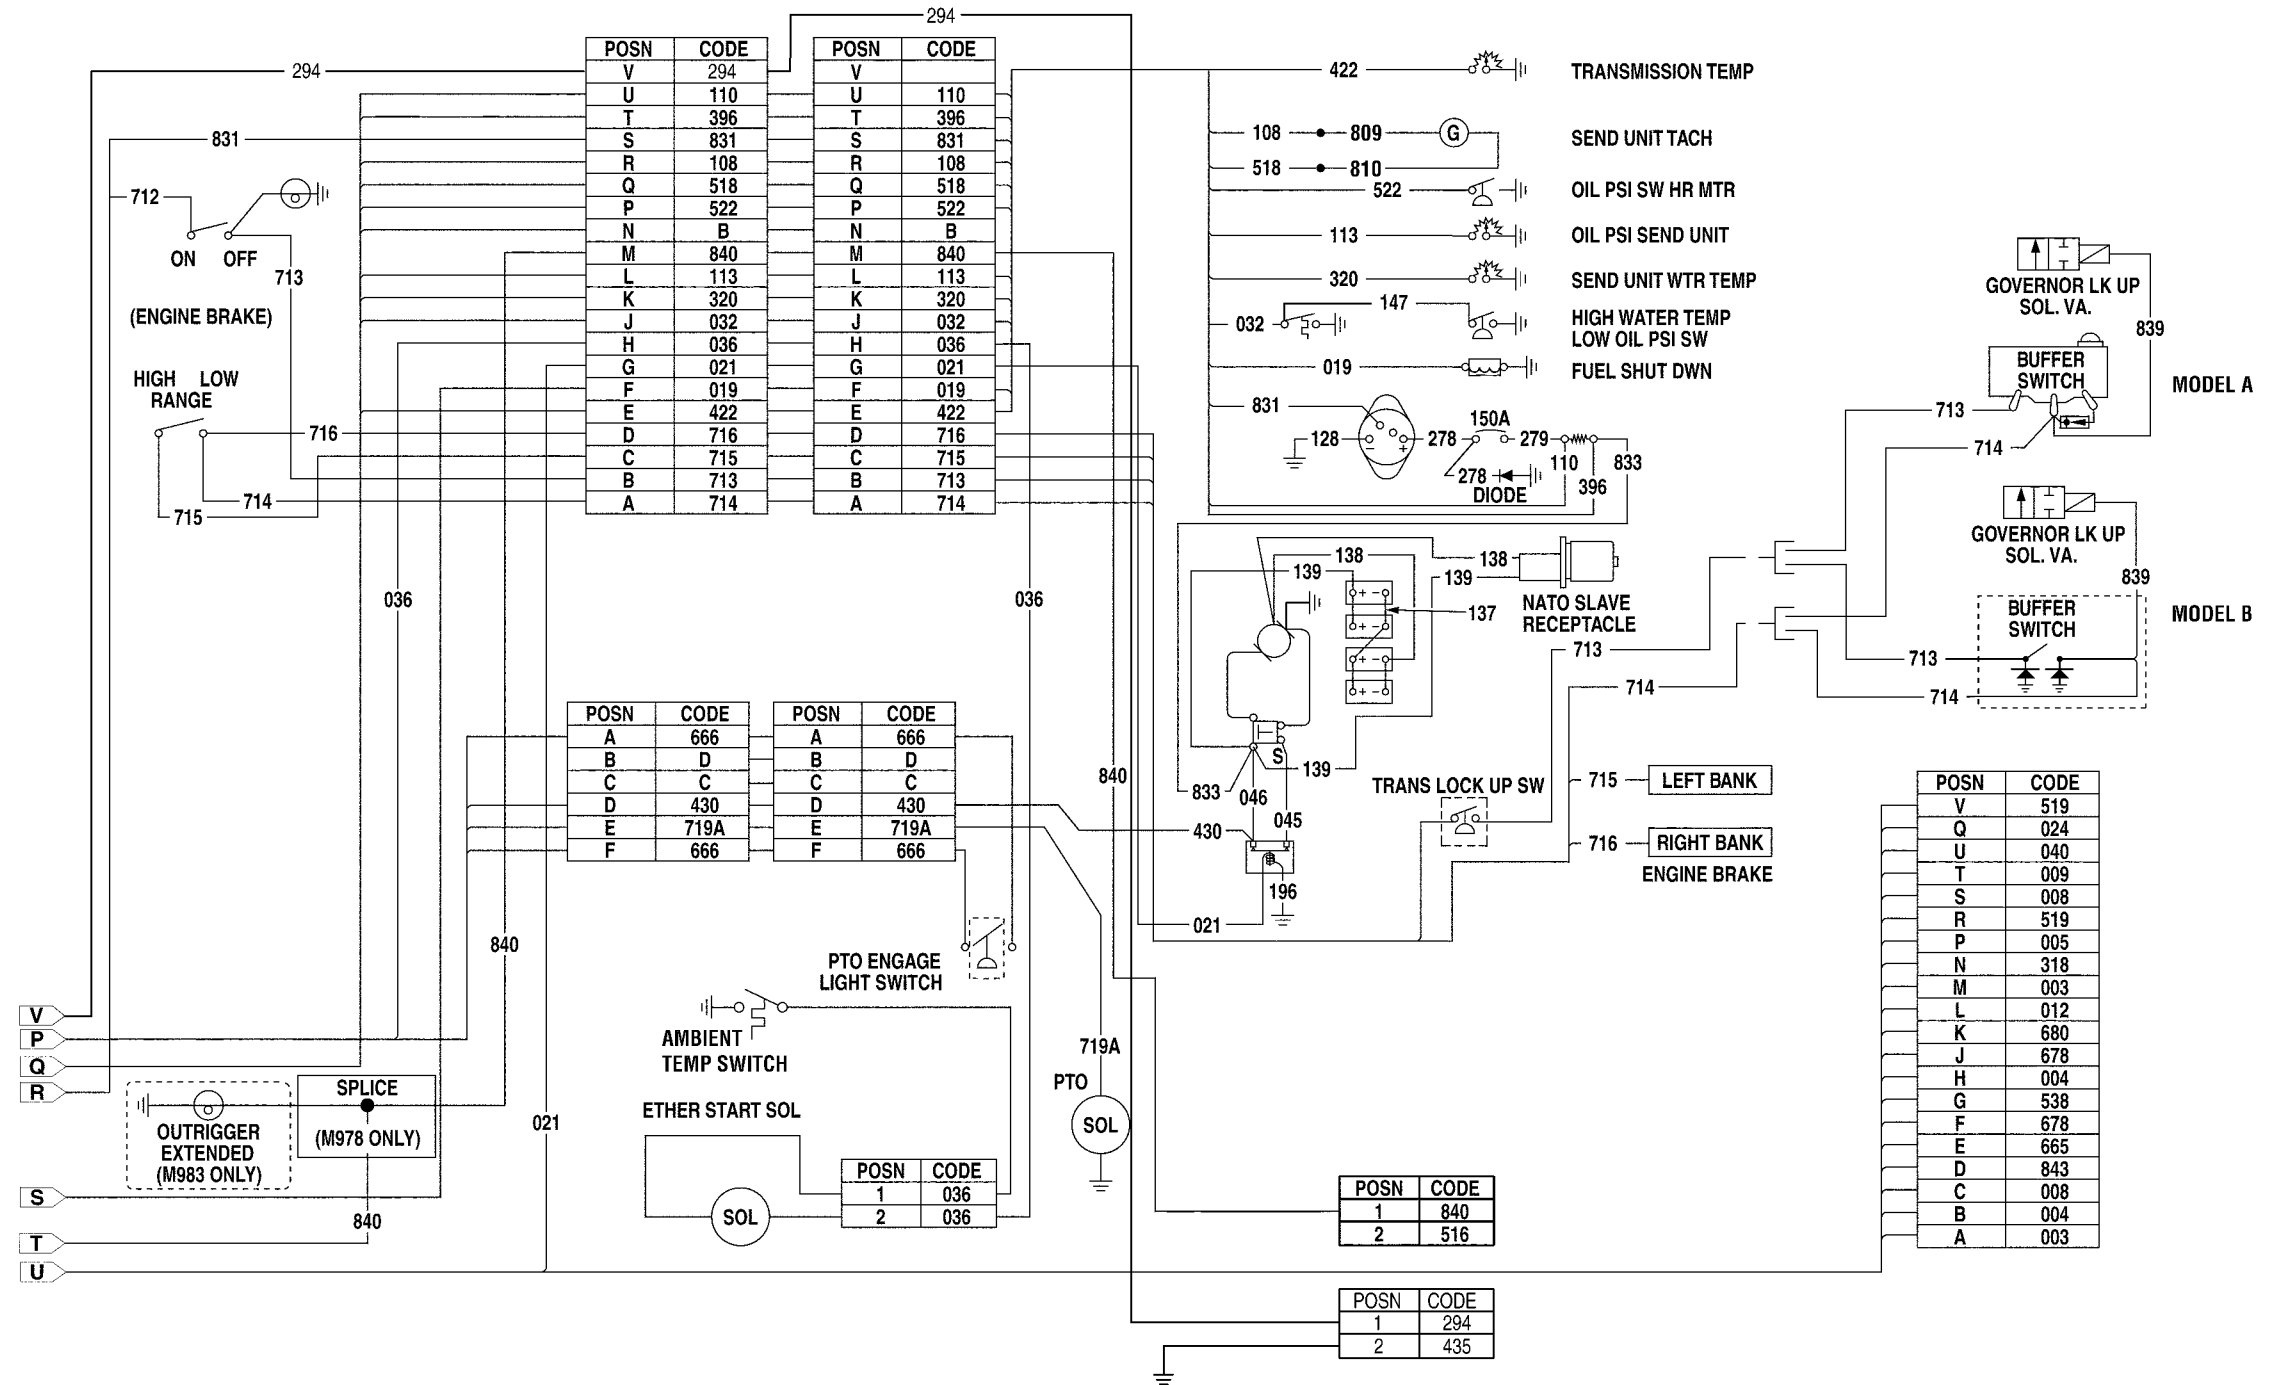 294
POSN CODE POSN CODE
V 294 V
U 110 U 110
T 396 T 396
S 831 S 831
R 108 R 108
Q 518 Q 518
P 522 P 522
N B N B
M 840 M 840
L 113 L 113
K 320 K 320
J 032 J 032
H 036 H 036
G 021 G 021
F 019 F 019
E 422 E 422
D 716 D 716
C 715 C 715
B 713 B 713
A 714 A 714
294
831
712
ON OFF
713
(ENGINE BRAKE)
HIGH LOW
RANGE
716
714
715
036
036
422 TRANSMISSION TEMP
108 809 G SEND UNIT TACH
518 810
522 OIL PSI SW HR MTR
113 OIL PSI SEND UNIT
320 SEND UNIT WTR TEMP
147
032 HIGH WATER TEMP
LOW OIL PSI SW
019 FUEL SHUT DWN
831
150A
128 - + 278 279 833
278 110
DIODE 396
GOVERNOR LK UP
SOL. VA.
839
BUFFER
SWITCH
MODEL A
713
714
GOVERNOR LK UP
SOL. VA.
839
BUFFER
SWITCH
MODEL B
713
714
713
714
138 138
139 139
+ -
+ -
+ -
+ -
137
NATO SLAVE
RECEPTACLE
S
139
833 046
045
430
196
021
840
TRANS LOCK UP SW
715 LEFT BANK
716 RIGHT BANK
ENGINE BRAKE
POSN CODE POSN CODE
A 666 A 666
B D B D
C C C C
D 430 D 430
E 719A E 719A
F 666 F 666
840
PTO ENGAGE
LIGHT SWITCH
AMBIENT
TEMP SWITCH
719A
PTO
SOL
ETHER START SOL
SOL
POSN CODE
1 036
2 036
021
V
P
Q
R
S
T
U
OUTRIGGER
EXTENDED
(M983 ONLY)
SPLICE
(M978 ONLY)
840
POSN CODE
1 840
2 516
POSN CODE
1 294
2 435
POSN CODE
V 519
Q 024
U 040
T 009
S 008
R 519
P 005
N 318
M 003
L 012
K 680
J 678
H 004
G 538
F 678
E 665
D 843
C 008
B 004
A 003